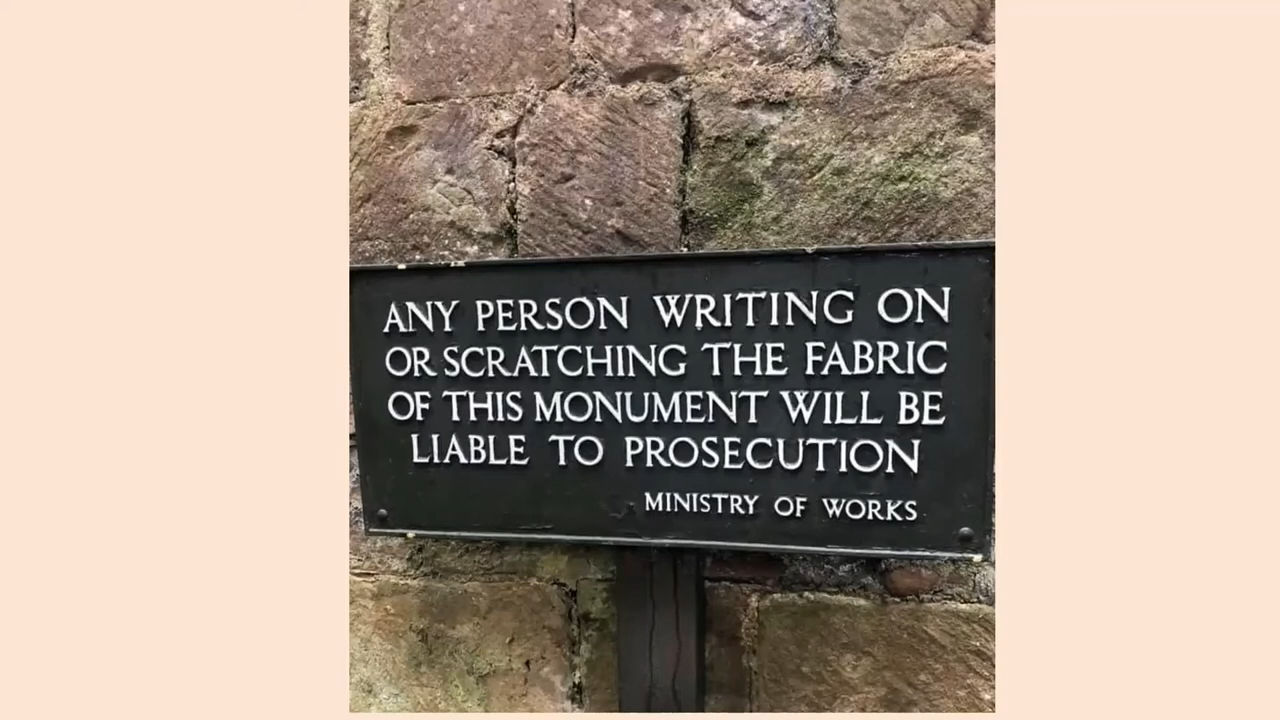 ANY PERSON WRITING ON
OR SCRATCHING THE FABRIC
OF THIS MONUMENT WILL BE
LIABLE TO PROSECUTION
MINISTRY OF WORKS